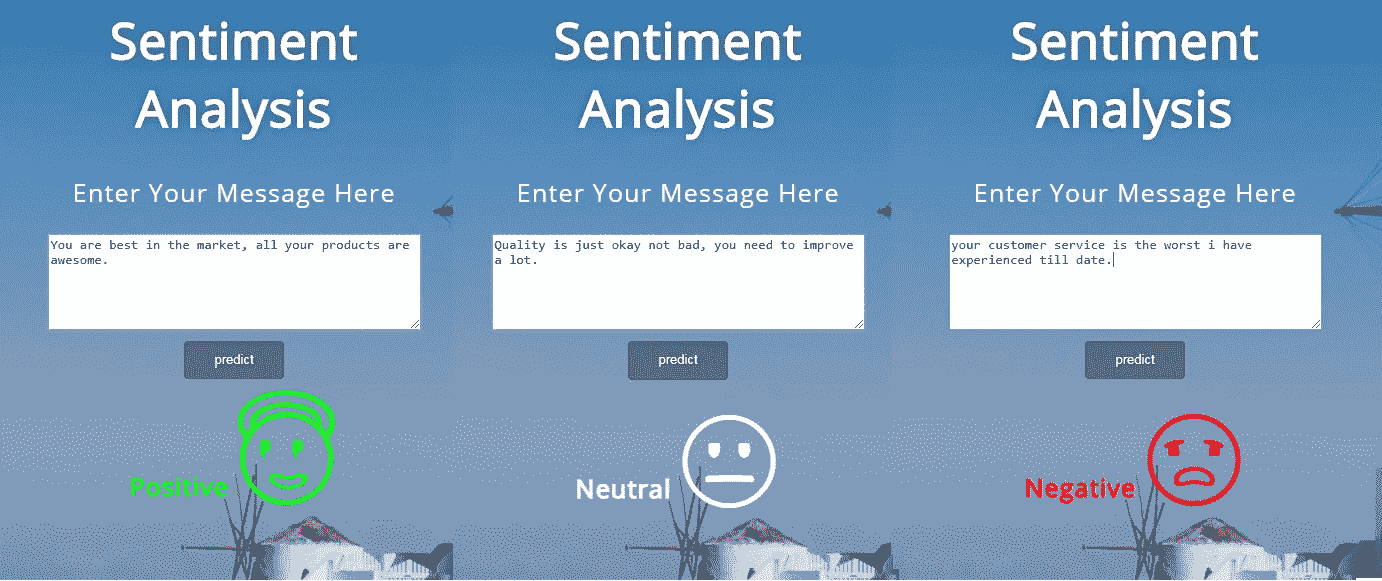 Sentiment
Analysis
Enter Your Message Here
You are best in the market, all your products are
awesome.
predict
Positive
Sentiment
Analysis
Enter Your Message Here
Quality is just okay not bad, you need to improve
a lot.
predict
Neutral
Sentiment
Analysis
Enter Your Message Here
your customer service is the worst i have
experienced till date.
predict
Negative